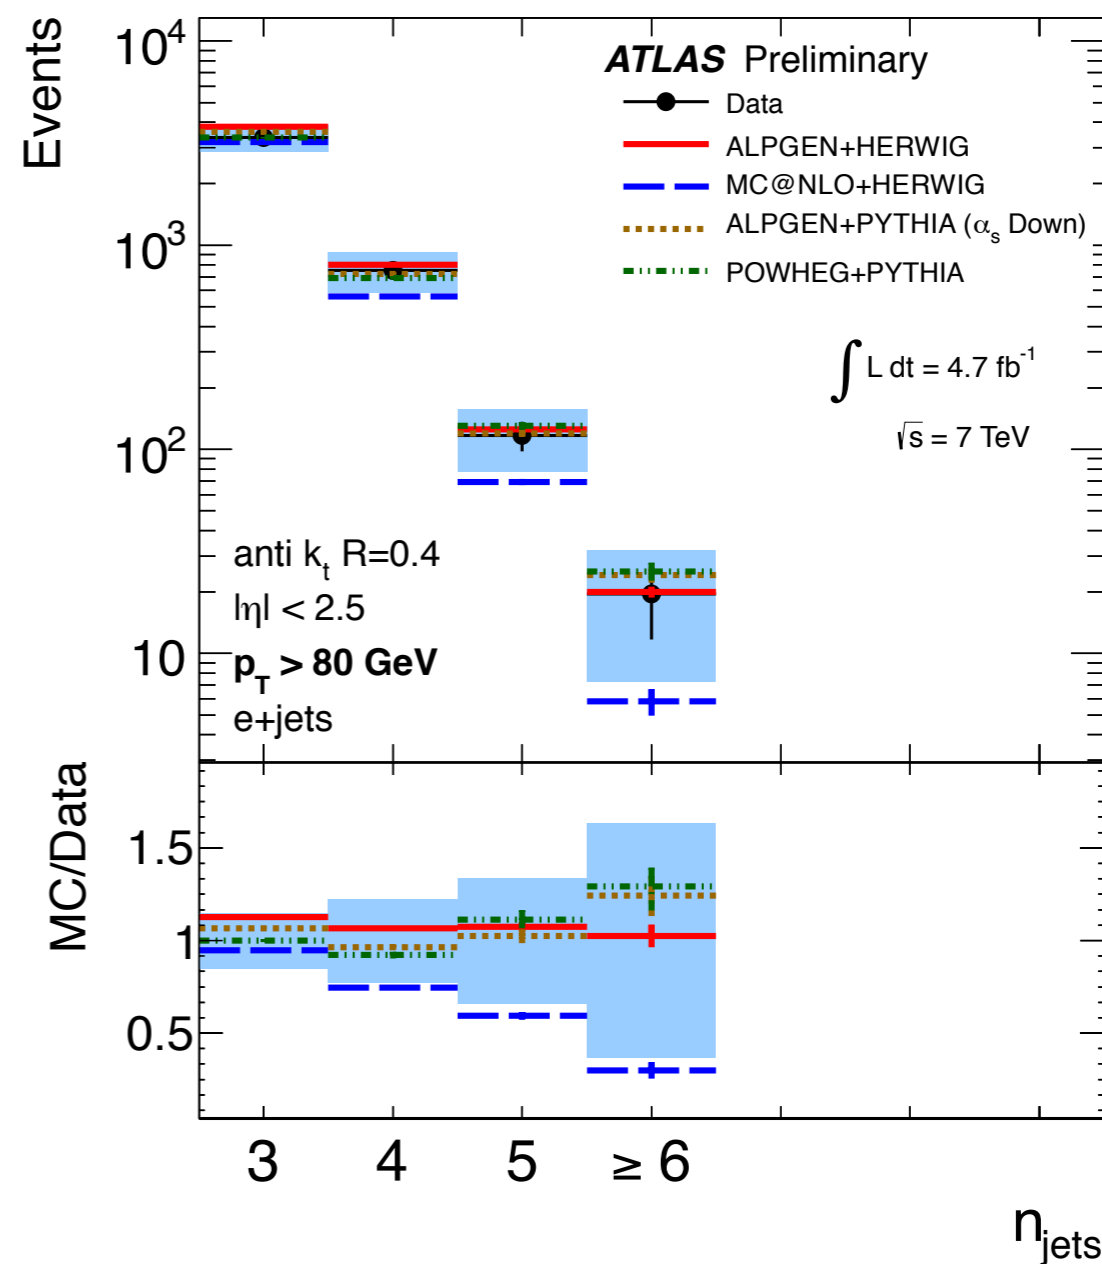 Events
10^4
10^3
10^2
10
ATLAS Preliminary
Data
ALPGEN+HERWIG
MC@NLO+HERWIG
ALPGEN+PYTHIA (α_s Down)
POWHEG+PYTHIA
∫ L dt = 4.7 fb^-1
√s = 7 TeV
anti k_t R=0.4
|η| < 2.5
p_T > 80 GeV
e+jets
MC/Data
1.5
1
0.5
3 4 5 ≥ 6
n_jets